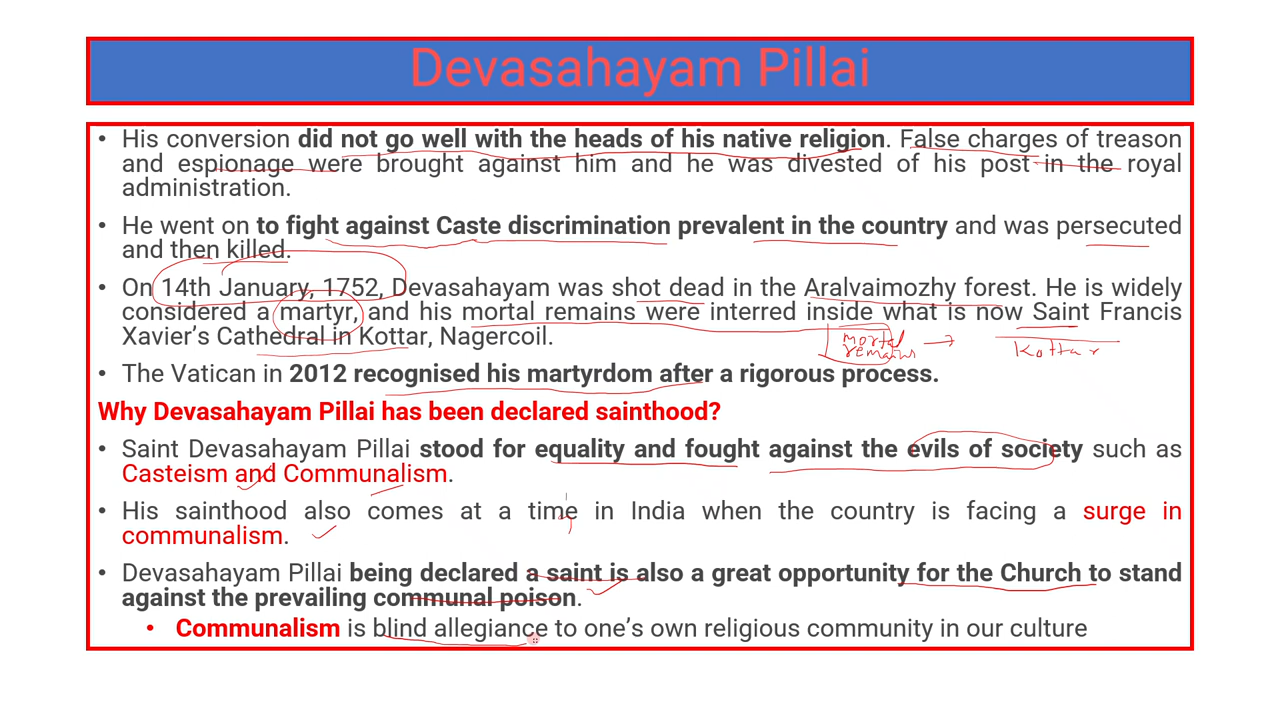 Devasahayam Pillai
• His conversion did not go well with the heads of his native religion. False charges of treason
and espionage were brought against him and he was divested of his post in the royal
administration.
• He went on to fight against Caste discrimination prevalent in the country and was persecuted
and then killed.
• On 14th January, 1752, Devasahayam was shot dead in the Aralvaimozhy forest. He is widely
considered a martyr, and his mortal remains were interred inside what is now Saint Francis
Xavier's Cathedral in Kottar, Nagercoil.
mortal
remains →
Kottar
• The Vatican in 2012 recognised his martyrdom after a rigorous process.
Why Devasahayam Pillai has been declared sainthood?
• Saint Devasahayam Pillai stood for equality and fought against the evils of society such as
Casteism and Communalism.
• His sainthood also comes at a time in India when the country is facing a surge in
communalism.
• Devasahayam Pillai being declared a saint is also a great opportunity for the Church to stand
against the prevailing communal poison.
• Communalism is blind allegiance to one's own religious community in our culture